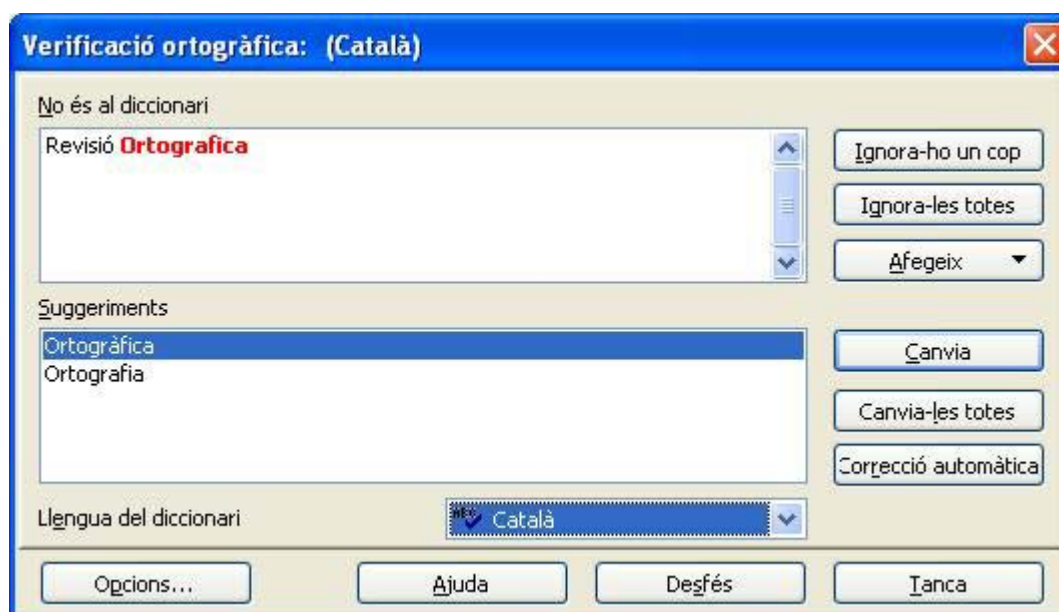 Verificació ortogràfica: (Català)
No és al diccionari
Revisió Ortografica
Ignora-ho un cop
Ignora-les totes
Afegeix
Suggeriments
Ortogràfica
Ortografia
Canvia
Canvia-les totes
Correcció automàtica
Llengua del diccionari
Català
Opcions...
Ajuda
Desfés
Tanca